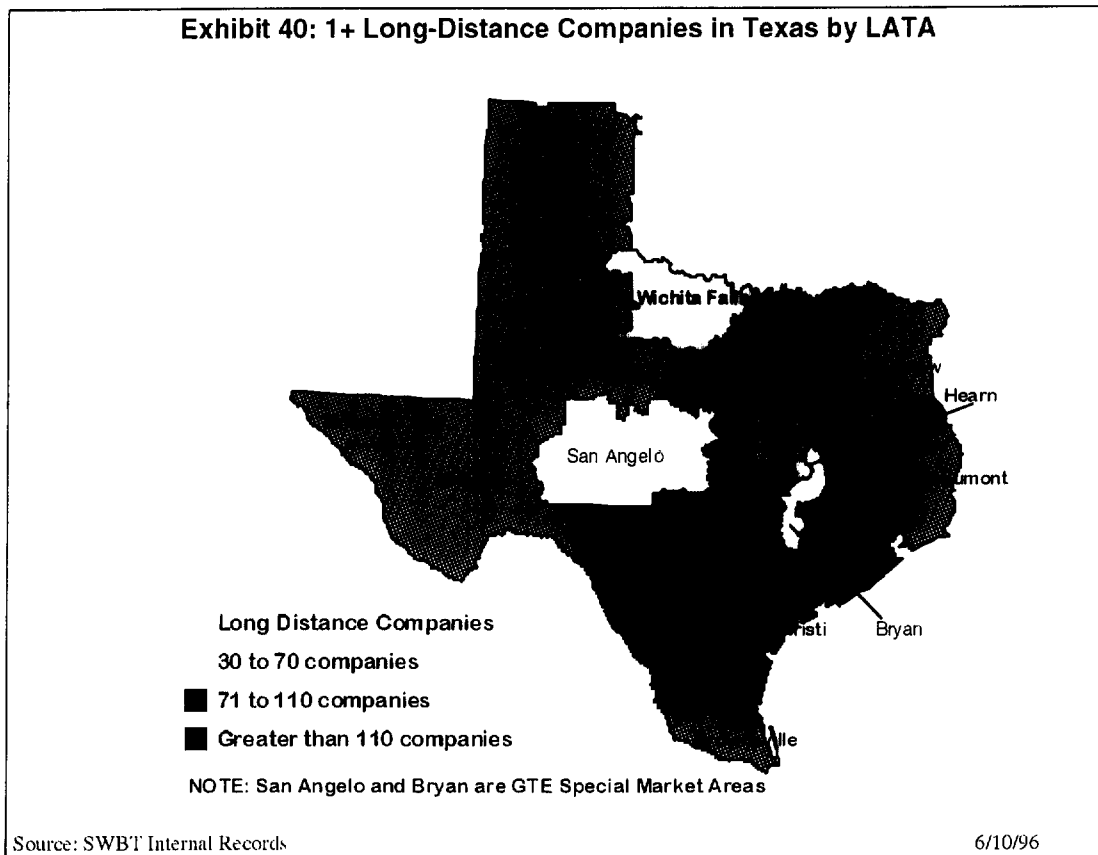 Exhibit 40: 1+ Long-Distance Companies in Texas by LATA
Wichita Fall
w
Hearn
San Angelo
umont
risti
Bryan
ville
Long Distance Companies
30 to 70 companies
71 to 110 companies
Greater than 110 companies
NOTE: San Angelo and Bryan are GTE Special Market Areas
Source: SWBT Internal Records
6/10/96